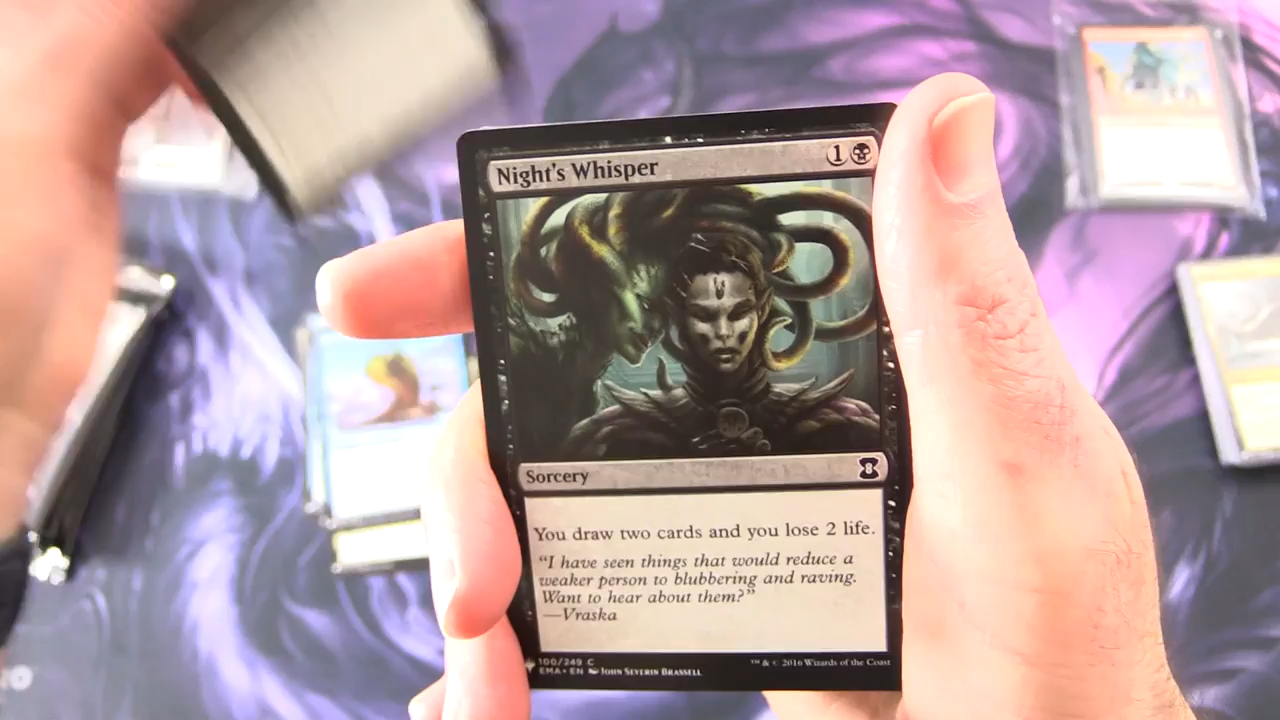 Night's Whisper 1
Sorcery 8
You draw two cards and you lose 2 life.
“I have seen things that would reduce a
weaker person to blubbering and raving.
Want to hear about them?”
—Vraska
100/249 C
EMA • EN John Severin Brassell
™ & © 2016 Wizards of the Coast